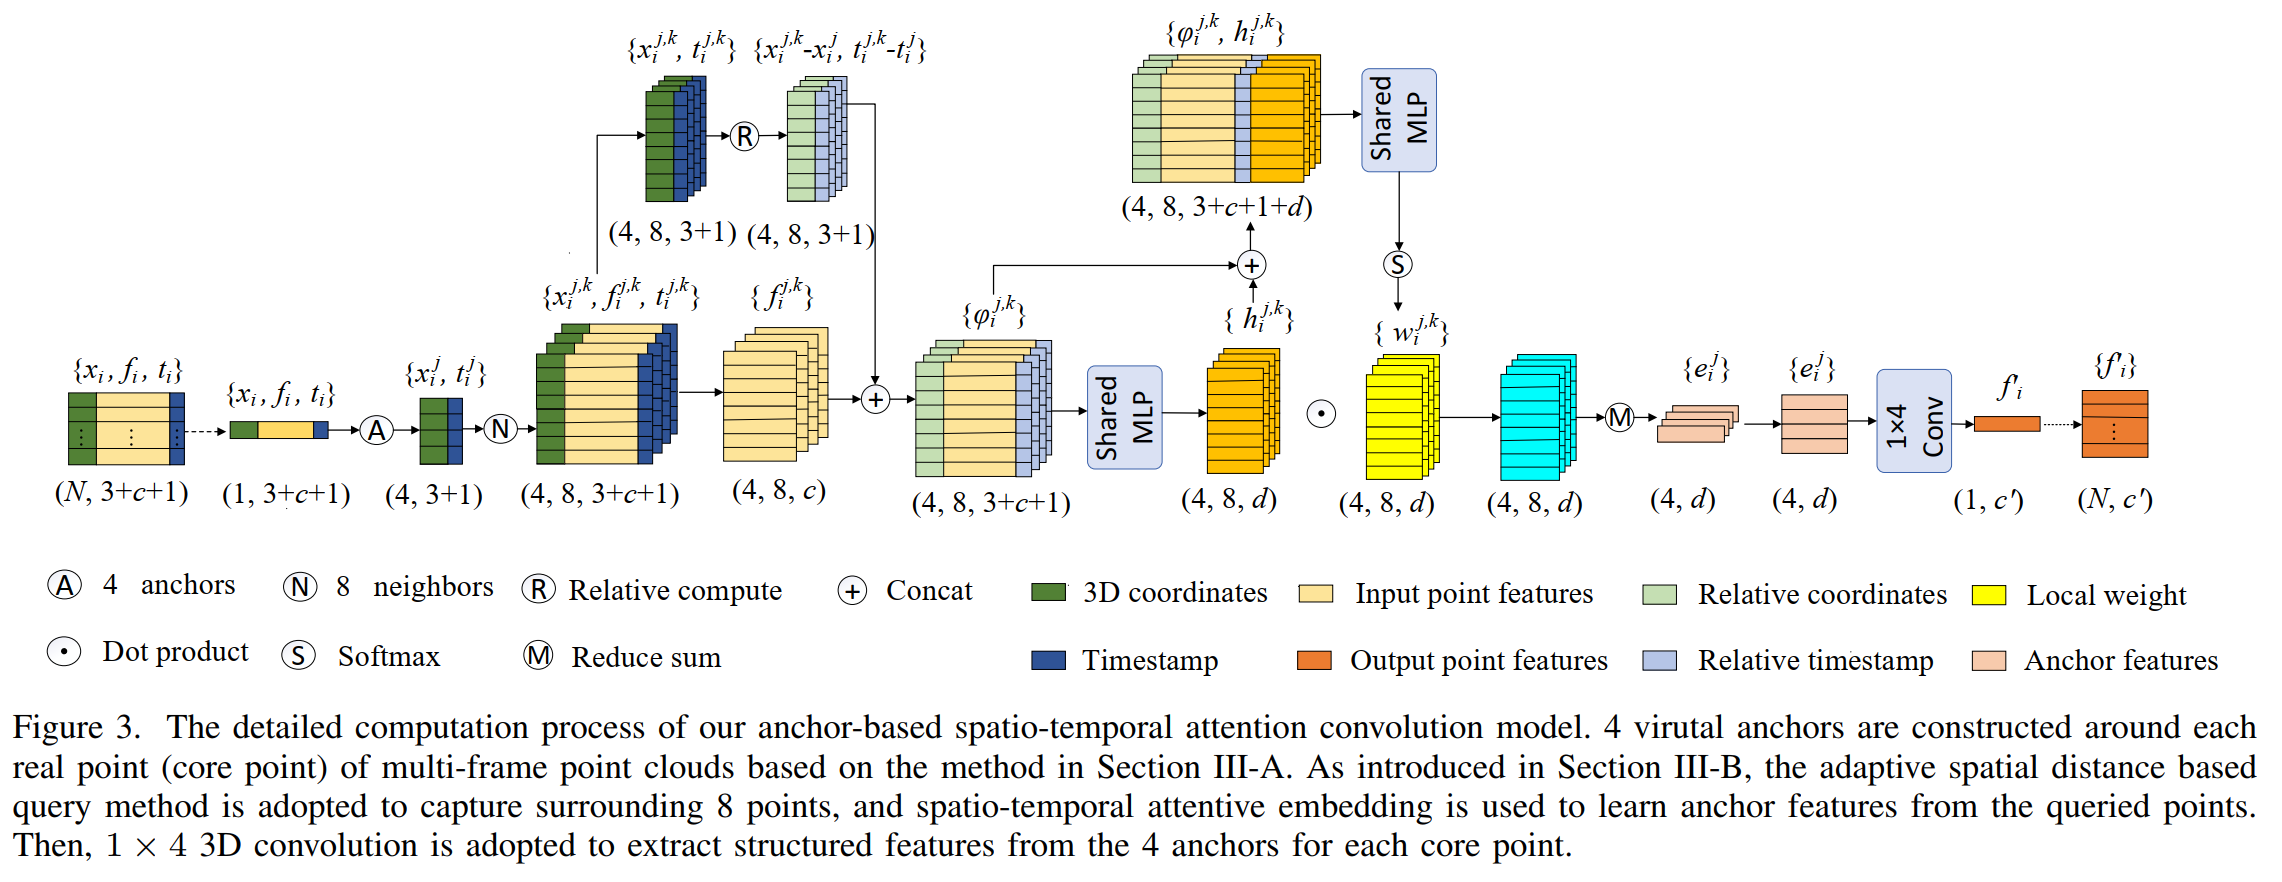 {φ_i^{j,k}, h_i^{j,k}}
{x_i^{j,k}, t_i^{j,k}} {x_i^{j,k}-x_i^j, t_i^{j,k}-t_i^j}
Shared MLP
R
(4, 8, 3+1) (4, 8, 3+1)
(4, 8, 3+c+1+d)
+
S
{x_i^{j,k}, f_i^{j,k}, t_i^{j,k}} { f_i^{j,k}}
{φ_i^{j,k}} { h_i^{j,k}} { w_i^{j,k}}
{x_i, f_i, t_i} {x_i, f_i, t_i} {x_i^j, t_i^j}
{e_i^j} {e_i^j} f'_i {f'_i}
A N + Shared MLP M 1×4 Conv
(N, 3+c+1) (1, 3+c+1) (4, 3+1) (4, 8, 3+c+1) (4, 8, c) (4, 8, 3+c+1) (4, 8, d) (4, 8, d) (4, 8, d) (4, d) (4, d) (1, c') (N, c')
A 4 anchors N 8 neighbors R Relative compute + Concat 3D coordinates Input point features Relative coordinates Local weight
Dot product S Softmax M Reduce sum Timestamp Output point features Relative timestamp Anchor features
Figure 3. The detailed computation process of our anchor-based spatio-temporal attention convolution model. 4 virutal anchors are constructed around each
real point (core point) of multi-frame point clouds based on the method in Section III-A. As introduced in Section III-B, the adaptive spatial distance based
query method is adopted to capture surrounding 8 points, and spatio-temporal attentive embedding is used to learn anchor features from the queried points.
Then, 1 × 4 3D convolution is adopted to extract structured features from the 4 anchors for each core point.